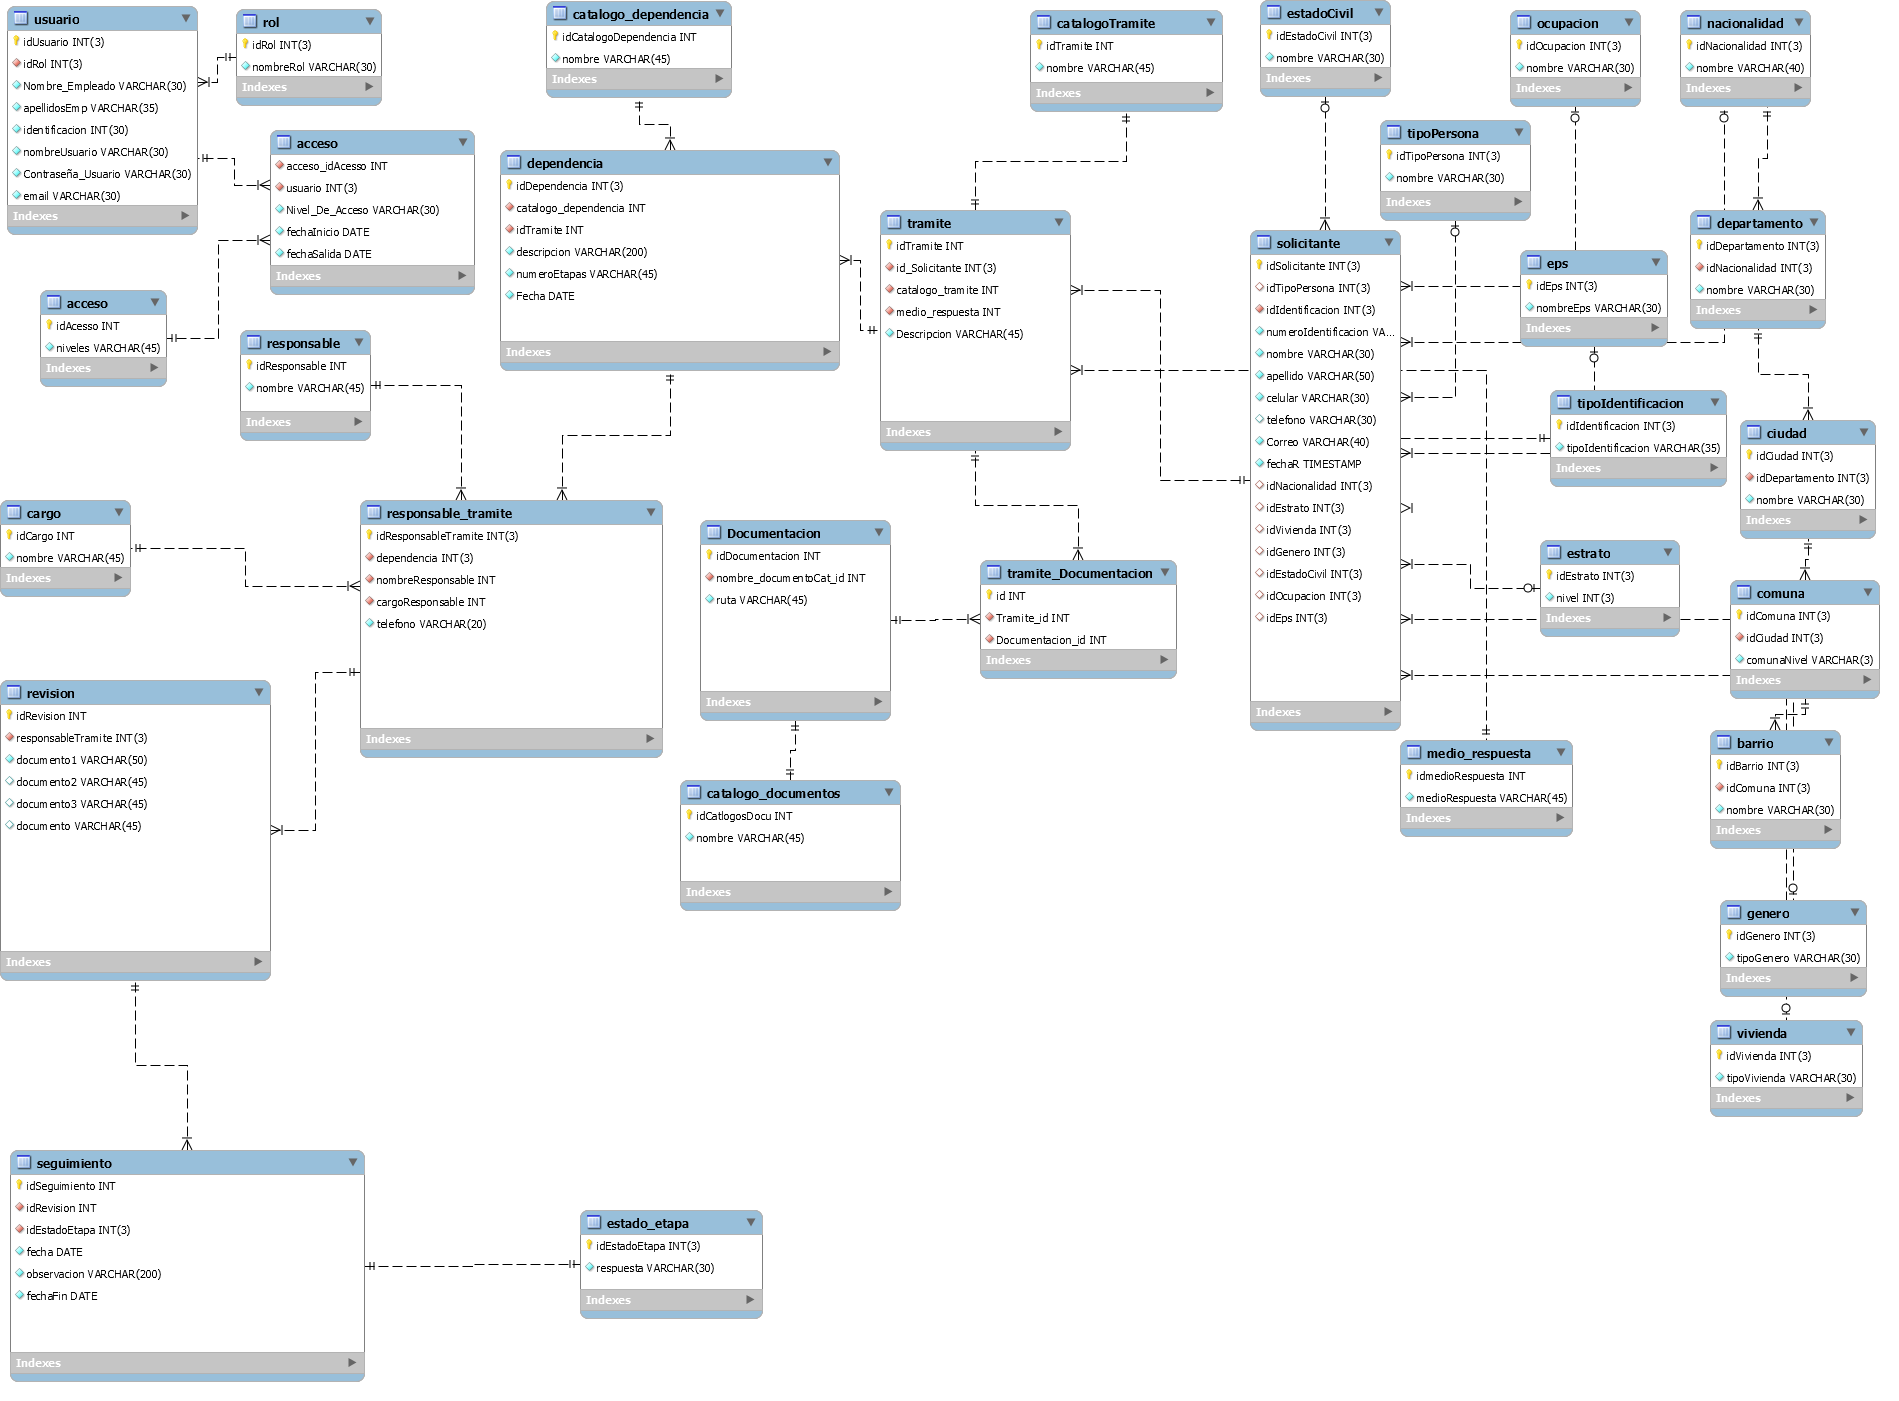 usuario
idUsuario INT(3)
idRol INT(3)
Nombre_Empleado VARCHAR(30)
apellidosEmp VARCHAR(35)
identificacion INT(30)
nombreUsuario VARCHAR(30)
Contraseña_Usuario VARCHAR(30)
email VARCHAR(30)
Indexes
rol
idRol INT(3)
nombreRol VARCHAR(30)
Indexes
acceso
acceso_idAcesso INT
usuario INT(3)
Nivel_De_Acceso VARCHAR(30)
fechaInicio DATE
fechaSalida DATE
Indexes
acceso
idAcesso INT
niveles VARCHAR(45)
Indexes
responsable
idResponsable INT
nombre VARCHAR(45)
Indexes
catalogo_dependencia
idCatalogoDependencia INT
nombre VARCHAR(45)
Indexes
dependencia
idDependencia INT(3)
catalogo_dependencia INT
idTramite INT
descripcion VARCHAR(200)
numeroEtapas VARCHAR(45)
Fecha DATE
Indexes
catalogoTramite
idTramite INT
nombre VARCHAR(45)
Indexes
tramite
idTramite INT
id_Solicitante INT(3)
catalogo_tramite INT
medio_respuesta INT
Descripcion VARCHAR(45)
Indexes
estadoCivil
idEstadoCivil INT(3)
nombre VARCHAR(30)
Indexes
tipoPersona
idTipoPersona INT(3)
nombre VARCHAR(30)
Indexes
ocupacion
idOcupacion INT(3)
nombre VARCHAR(30)
Indexes
nacionalidad
idNacionalidad INT(3)
nombre VARCHAR(40)
Indexes
solicitante
idSolicitante INT(3)
idTipoPersona INT(3)
idIdentificacion INT(3)
numeroIdentificacion VA...
nombre VARCHAR(30)
apellido VARCHAR(50)
celular VARCHAR(30)
telefono VARCHAR(30)
Correo VARCHAR(40)
fechaR TIMESTAMP
idNacionalidad INT(3)
idEstrato INT(3)
idVivienda INT(3)
idGenero INT(3)
idEstadoCivil INT(3)
idOcupacion INT(3)
idEps INT(3)
Indexes
eps
idEps INT(3)
nombreEps VARCHAR(30)
Indexes
departamento
idDepartamento INT(3)
idNacionalidad INT(3)
nombre VARCHAR(30)
Indexes
tipoIdentificacion
idIdentificacion INT(3)
tipoIdentificacion VARCHAR(35)
Indexes
ciudad
idCiudad INT(3)
idDepartamento INT(3)
nombre VARCHAR(30)
Indexes
cargo
idCargo INT
nombre VARCHAR(45)
Indexes
responsable_tramite
idResponsableTramite INT(3)
dependencia INT(3)
nombreResponsable INT
cargoResponsable INT
telefono VARCHAR(20)
Indexes
Documentacion
idDocumentacion INT
nombre_documentoCat_id INT
ruta VARCHAR(45)
Indexes
tramite_Documentacion
id INT
Tramite_id INT
Documentacion_id INT
Indexes
estrato
idEstrato INT(3)
nivel INT(3)
Indexes
comuna
idComuna INT(3)
idCiudad INT(3)
comunaNivel VARCHAR(3)
Indexes
revision
idRevision INT
responsableTramite INT(3)
documento1 VARCHAR(50)
documento2 VARCHAR(45)
documento3 VARCHAR(45)
documento VARCHAR(45)
Indexes
catalogo_documentos
idCatlogosDocu INT
nombre VARCHAR(45)
Indexes
medio_respuesta
idmedioRespuesta INT
medioRespuesta VARCHAR(45)
Indexes
barrio
idBarrio INT(3)
idComuna INT(3)
nombre VARCHAR(30)
Indexes
genero
idGenero INT(3)
tipoGenero VARCHAR(30)
Indexes
vivienda
idVivienda INT(3)
tipoVivienda VARCHAR(30)
Indexes
seguimiento
idSeguimiento INT
idRevision INT
idEstadoEtapa INT(3)
fecha DATE
observacion VARCHAR(200)
fechaFin DATE
Indexes
estado_etapa
idEstadoEtapa INT(3)
respuesta VARCHAR(30)
Indexes